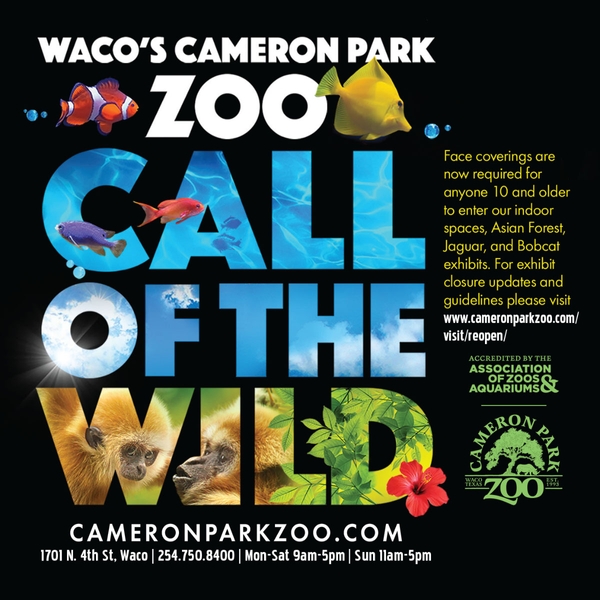 WACO'S CAMERON PARK
ZOO
CALL
OF THE
WILD
Face coverings are
now required for
anyone 10 and older
to enter our indoor
spaces, Asian Forest,
Jaguar, and Bobcat
exhibits. For exhibit
closure updates and
guidelines please visit
www.cameronparkzoo.com/
visit/reopen/
ACCREDITED BY THE
ASSOCIATION
OF ZOOS
AQUARIUMS &
CAMERON PARK
WACO TEXAS ZOO EST. 1993
CAMERONPARKZOO.COM
1701 N. 4th St, Waco | 254.750.8400 | Mon-Sat 9am-5pm | Sun 11am-5pm